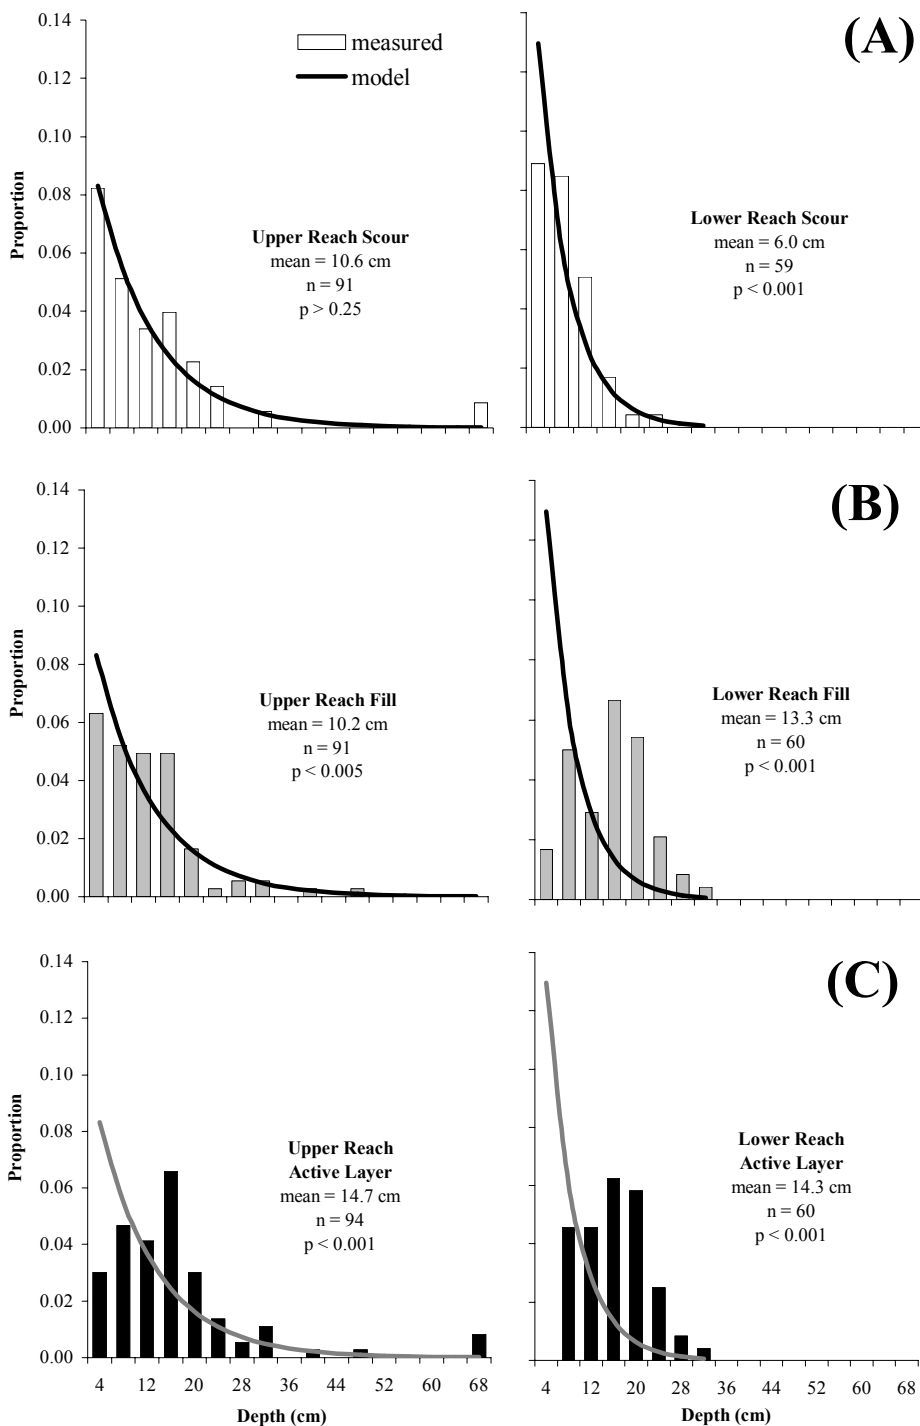 0.14
0.12
0.10
0.08
0.06
0.04
0.02
0.00
Proportion
measured
model
Upper Reach Scour
mean = 10.6 cm
n = 91
p > 0.25
(A)
Lower Reach Scour
mean = 6.0 cm
n = 59
p < 0.001
0.14
0.12
0.10
0.08
0.06
0.04
0.02
0.00
Proportion
Upper Reach Fill
mean = 10.2 cm
n = 91
p < 0.005
(B)
Lower Reach Fill
mean = 13.3 cm
n = 60
p < 0.001
0.14
0.12
0.10
0.08
0.06
0.04
0.02
0.00
Proportion
Upper Reach
Active Layer
mean = 14.7 cm
n = 94
p < 0.001
4 12 20 28 36 44 52 60 68
Depth (cm)
(C)
Lower Reach
Active Layer
mean = 14.3 cm
n = 60
p < 0.001
4 12 20 28 36 44 52 60 68
Depth (cm)